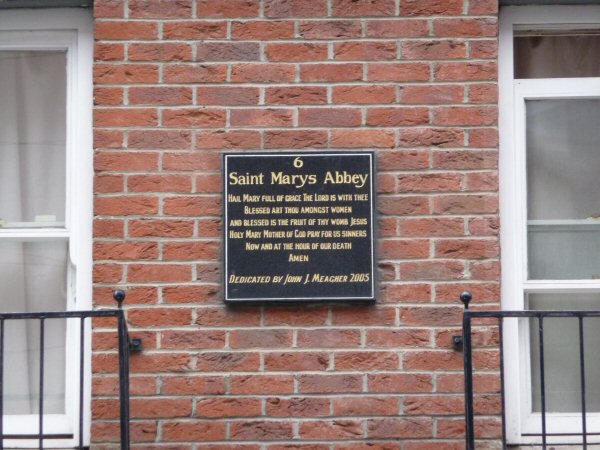 6
Saint Marys Abbey
Hail Mary full of grace The Lord is with thee
Blessed art thou amongst women
and blessed is the fruit of thy womb Jesus
Holy Mary Mother of God pray for us sinners
Now and at the hour of our death
Amen
Dedicated by John J. Meagher 2005